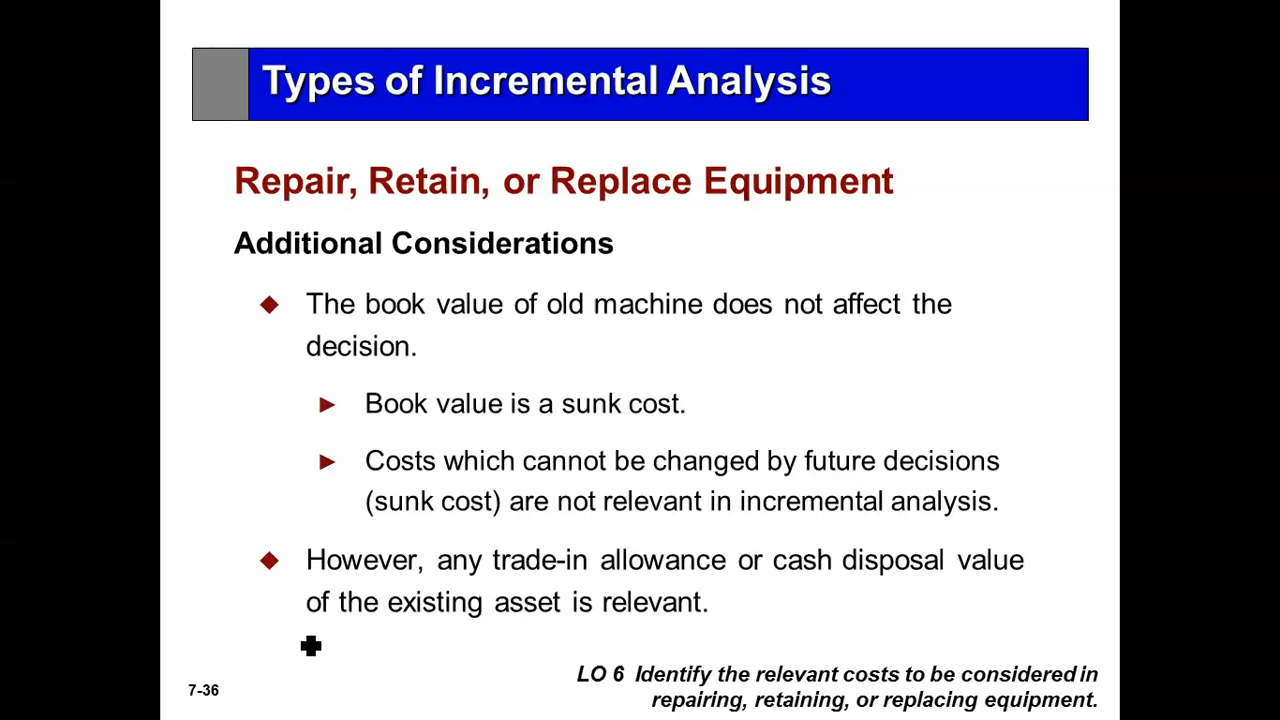 Types of Incremental Analysis
Repair, Retain, or Replace Equipment
Additional Considerations
The book value of old machine does not affect the
decision.
Book value is a sunk cost.
Costs which cannot be changed by future decisions
(sunk cost) are not relevant in incremental analysis.
However, any trade-in allowance or cash disposal value
of the existing asset is relevant.
LO 6 Identify the relevant costs to be considered in
repairing, retaining, or replacing equipment.
7-36